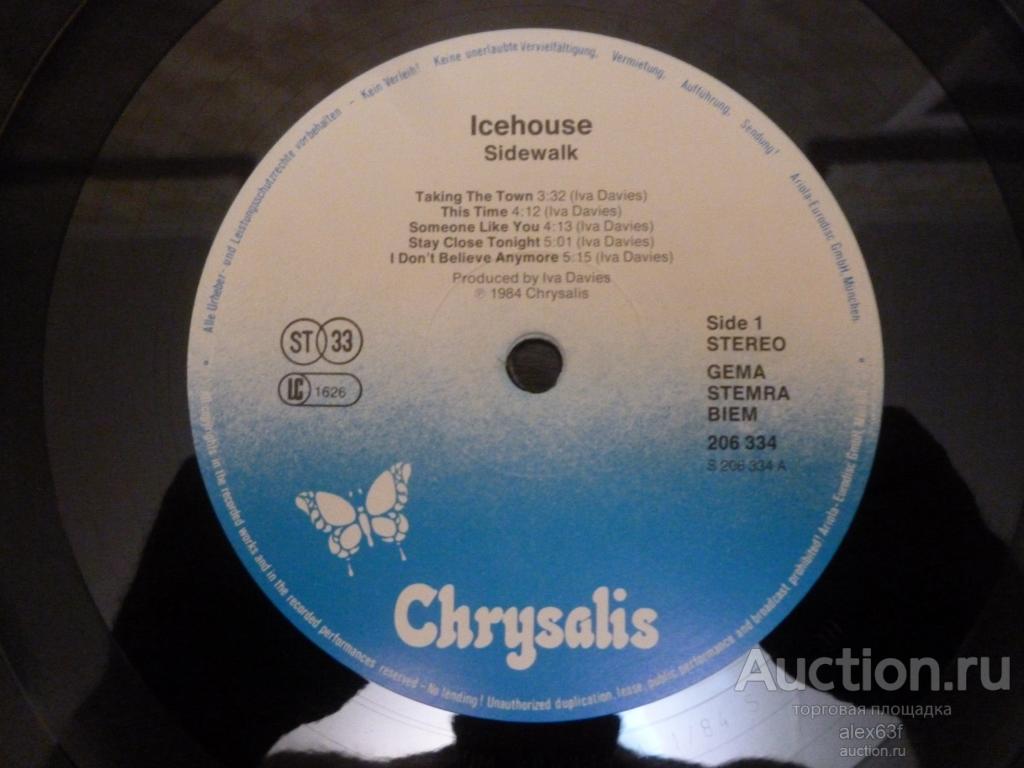 Alle Urheber- und Leistungsschutzrechte vorbehalten - Kein Verleih! Keine unerlaubte Vervielfältigung, Vermietung, Aufführung, Sendung! Ariola-Eurodisc GmbH, München
Icehouse
Sidewalk
Taking The Town 3:32 (Iva Davies)
This Time 4:12 (Iva Davies)
Someone Like You 4:13 (Iva Davies)
Stay Close Tonight 5:01 (Iva Davies)
I Don't Believe Anymore 5:15 (Iva Davies)
Produced by Iva Davies
℗ 1984 Chrysalis
ST 33
LC 1626
Side 1
STEREO
GEMA
STEMRA
BIEM
206 334
S 206 334 A
Chrysalis
in the recorded works and in the recorded performances reserved - No lending! Unauthorized duplication, lease, public performance and broadcast prohibited! Ariola-Eurodisc GmbH
Auction.ru
торговая площадка
alex63f
auction.ru